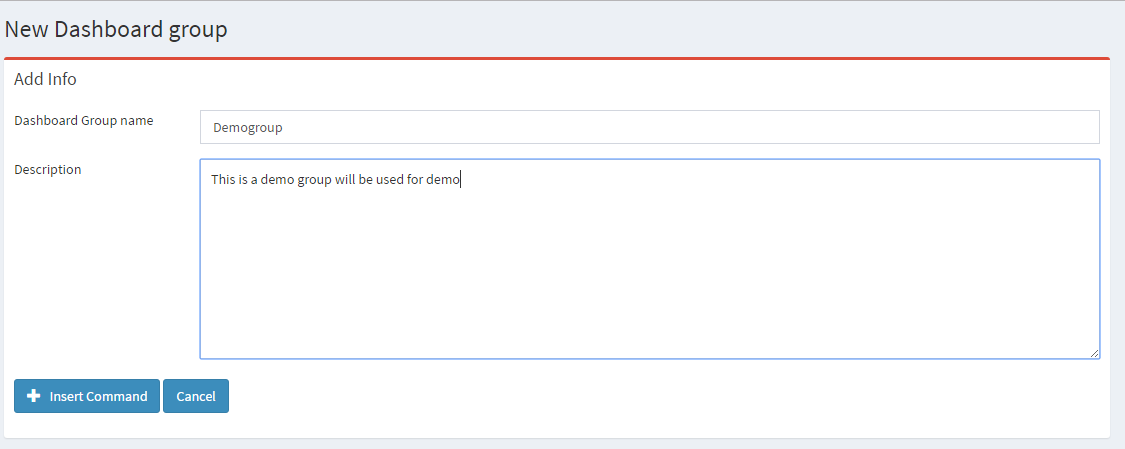 New Dashboard group
Add Info
Dashboard Group name
Demogroup
Description
This is a demo group will be used for demo
Insert Command
Cancel